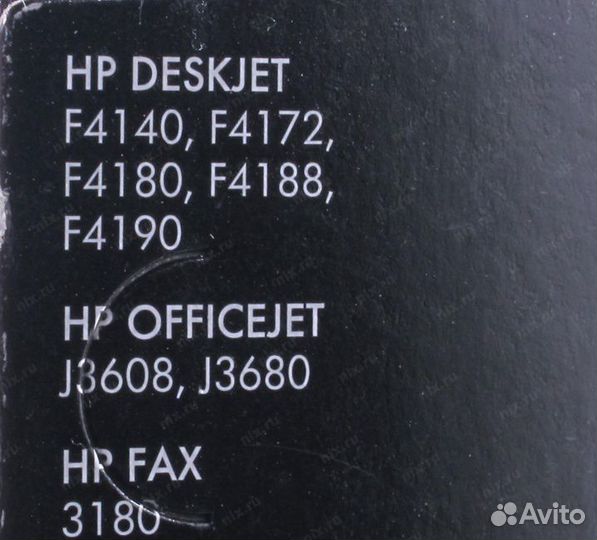 HP DESKJET
F4140, F4172,
F4180, F4188,
F4190
HP OFFICEJET
J3608, J3680
HP FAX
3180
Avito